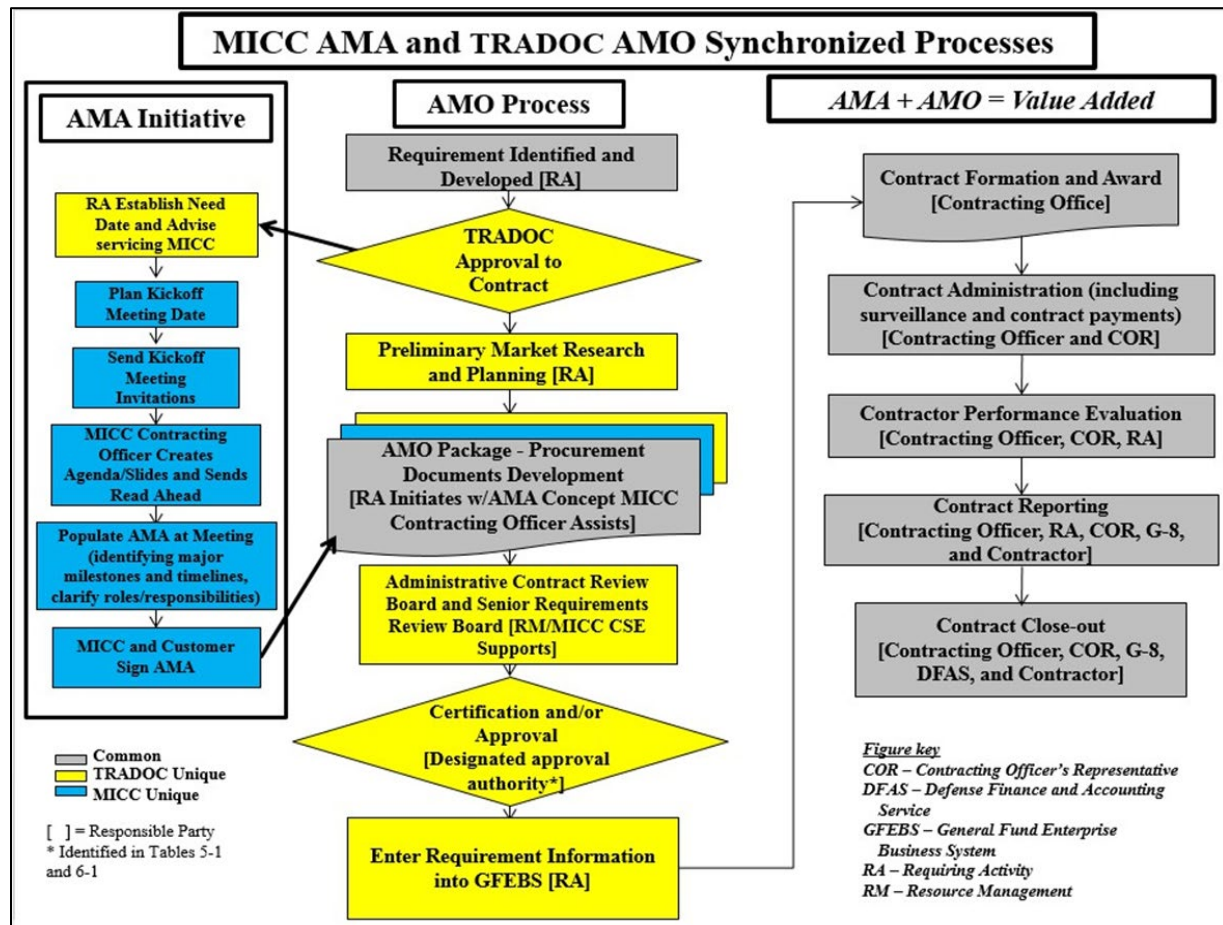 MICC AMA and TRADOC AMO Synchronized Processes
AMA Initiative
RA Establish Need
Date and Advise
servicing MICC
Plan Kickoff
Meeting Date
Send Kickoff
Meeting
Invitations
MICC Contracting
Officer Creates
Agenda/Slides and Sends
Read Ahead
Populate AMA at Meeting
(identifying major
milestones and timelines,
clarify roles/responsibilities)
MICC and Customer
Sign AMA
Common
TRADOC Unique
MICC Unique
[ ] = Responsible Party
* Identified in Tables 5-1
and 6-1
AMO Process
Requirement Identified and
Developed [RA]
TRADOC
Approval to
Contract
Preliminary Market Research
and Planning [RA]
AMO Package - Procurement
Documents Development
[RA Initiates w/AMA Concept MICC
Contracting Officer Assists]
Administrative Contract Review
Board and Senior Requirements
Review Board [RM/MICC CSE
Supports]
Certification and/or
Approval
[Designated approval
authority*]
Enter Requirement Information
into GFEBS [RA]
AMA + AMO = Value Added
Contract Formation and Award
[Contracting Office]
Contract Administration (including
surveillance and contract payments)
[Contracting Officer and COR]
Contractor Performance Evaluation
[Contracting Officer, COR, RA]
Contract Reporting
[Contracting Officer, RA, COR, G-8,
and Contractor]
Contract Close-out
[Contracting Officer, COR, G-8,
DFAS, and Contractor]
Figure key
COR – Contracting Officer's Representative
DFAS – Defense Finance and Accounting
Service
GFEBS – General Fund Enterprise
Business System
RA – Requiring Activity
RM – Resource Management